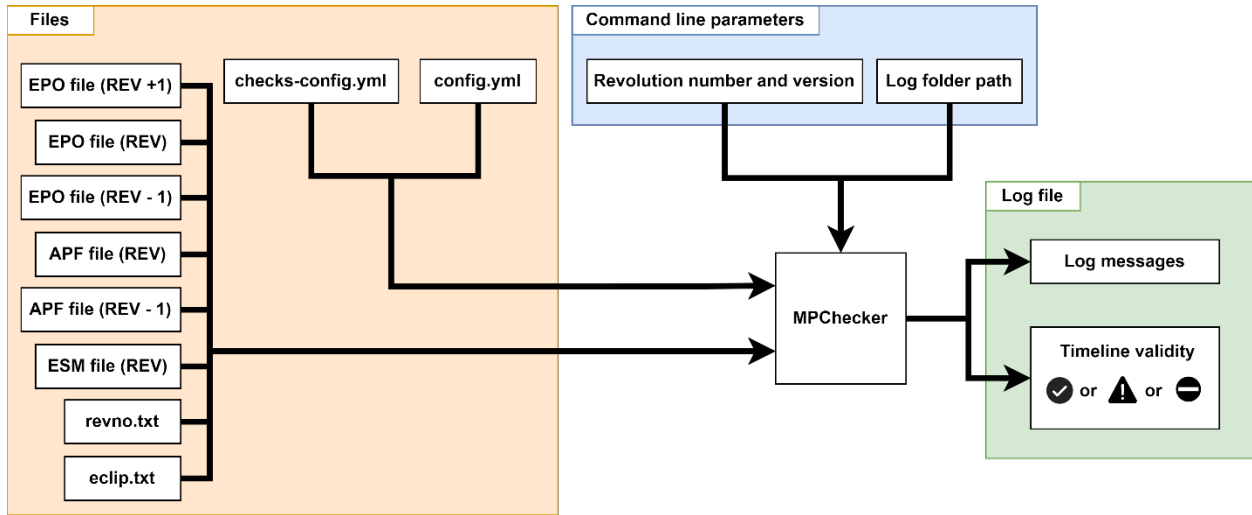 Files
EPO file (REV +1)
EPO file (REV)
EPO file (REV - 1)
APF file (REV)
APF file (REV - 1)
ESM file (REV)
revno.txt
eclip.txt
checks-config.yml
config.yml
Command line parameters
Revolution number and version
Log folder path
MPChecker
Log file
Log messages
Timeline validity
or or